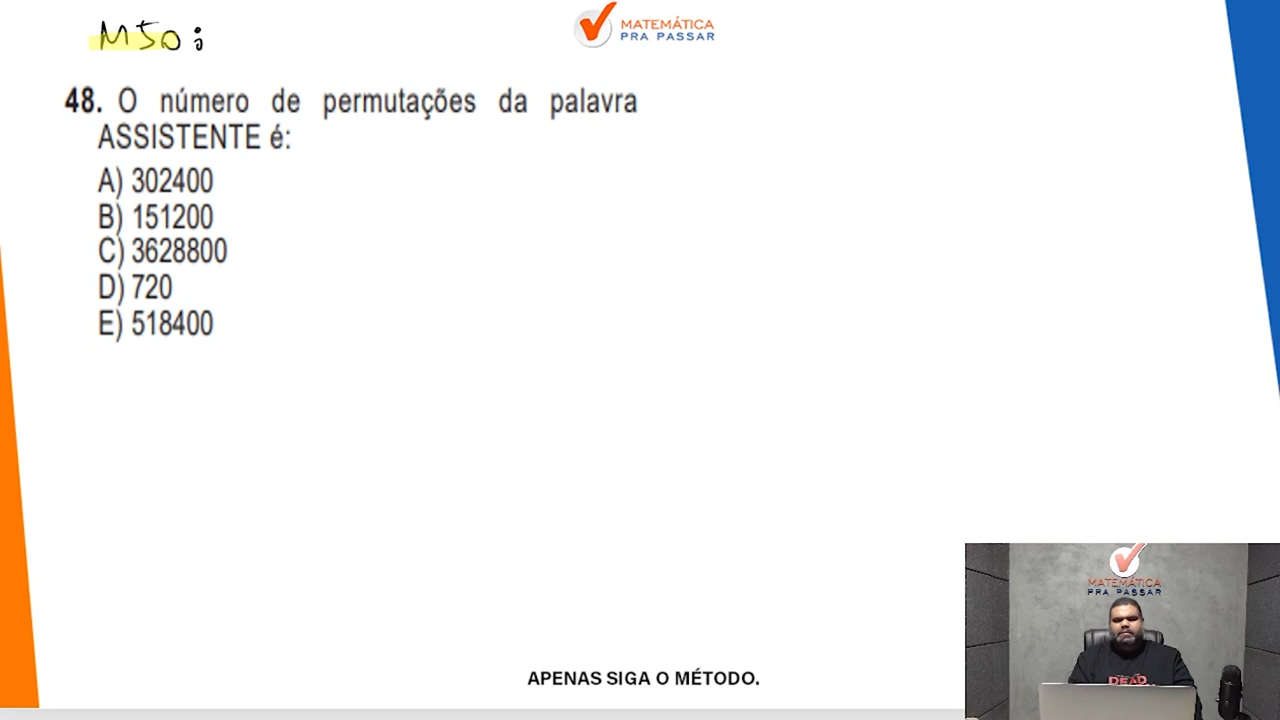 M50:
MATEMÁTICA
PRA PASSAR
48. O número de permutações da palavra
ASSISTENTE é:
A) 302400
B) 151200
C) 3628800
D) 720
E) 518400
MATEMÁTICA
PRA PASSAR
DEAD
APENAS SIGA O MÉTODO.